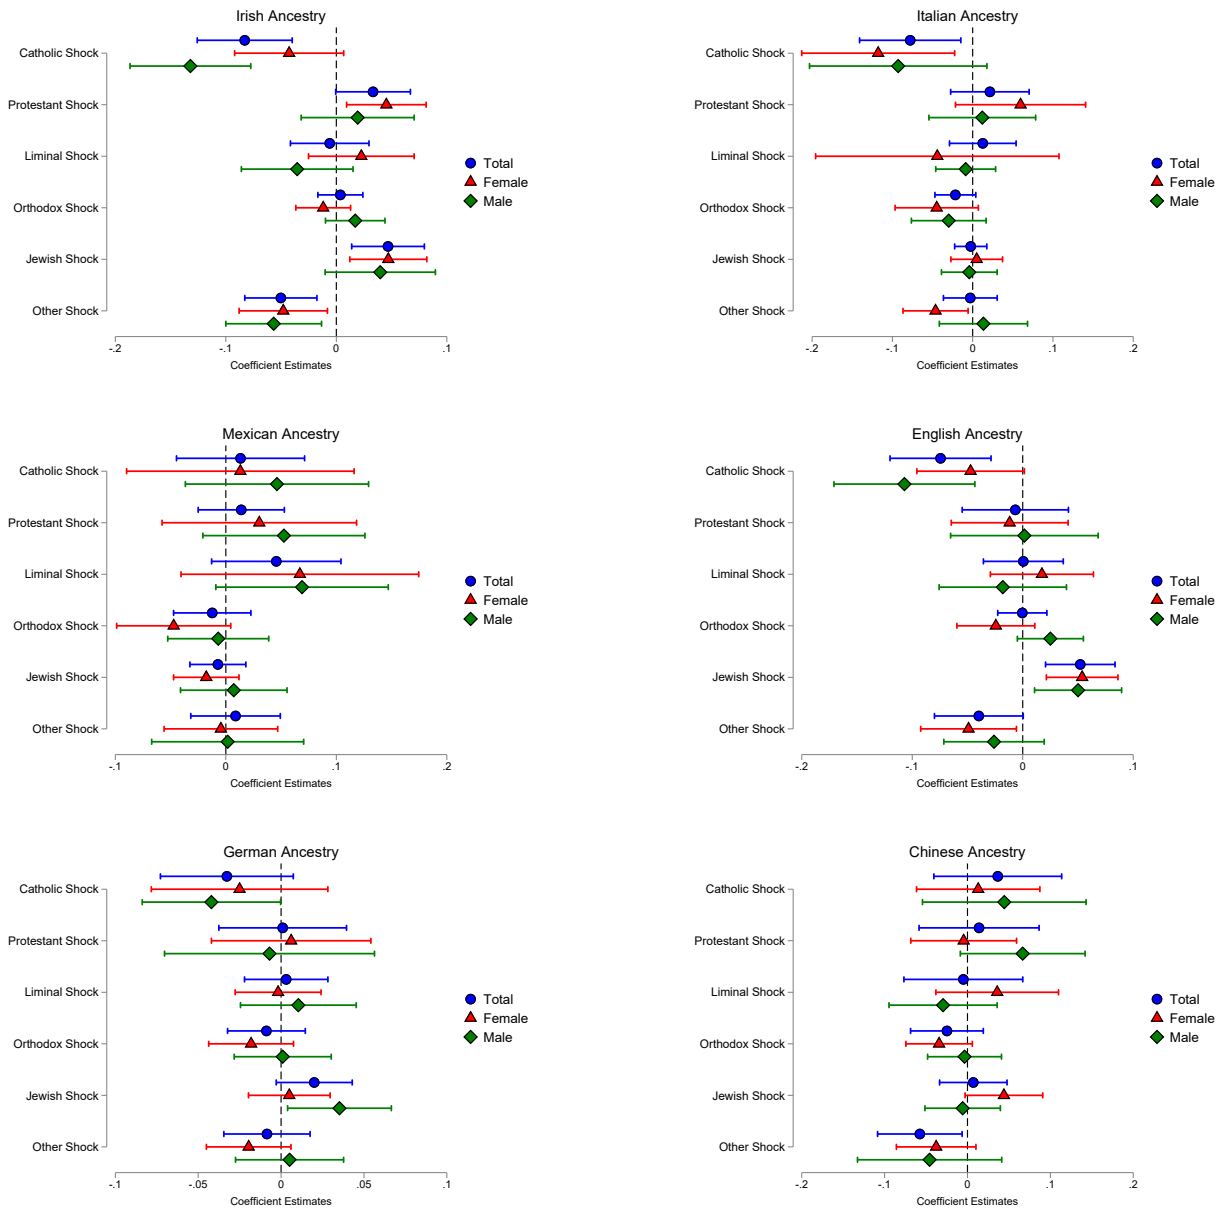 Irish Ancestry
Catholic Shock
Protestant Shock
Liminal Shock
Orthodox Shock
Jewish Shock
Other Shock
-.2
-.1
0
.1
Coefficient Estimates
Total
Female
Male
Italian Ancestry
Catholic Shock
Protestant Shock
Liminal Shock
Orthodox Shock
Jewish Shock
Other Shock
-.2
-.1
0
.1
.2
Coefficient Estimates
Total
Female
Male
Mexican Ancestry
Catholic Shock
Protestant Shock
Liminal Shock
Orthodox Shock
Jewish Shock
Other Shock
-.1
0
.1
.2
Coefficient Estimates
Total
Female
Male
English Ancestry
Catholic Shock
Protestant Shock
Liminal Shock
Orthodox Shock
Jewish Shock
Other Shock
-.2
-.1
0
.1
Coefficient Estimates
Total
Female
Male
German Ancestry
Catholic Shock
Protestant Shock
Liminal Shock
Orthodox Shock
Jewish Shock
Other Shock
-.1
-.05
0
.05
.1
Coefficient Estimates
Total
Female
Male
Chinese Ancestry
Catholic Shock
Protestant Shock
Liminal Shock
Orthodox Shock
Jewish Shock
Other Shock
-.2
-.1
0
.1
.2
Coefficient Estimates
Total
Female
Male